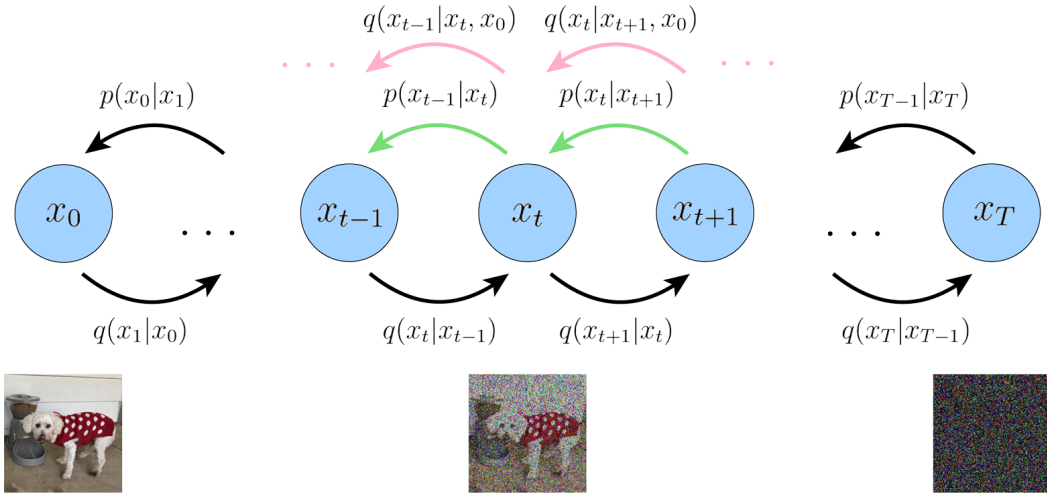 q(x_{t-1}|x_t, x_0) q(x_t|x_{t+1}, x_0)
. . . . . .
p(x_0|x_1) p(x_{t-1}|x_t) p(x_t|x_{t+1}) p(x_{T-1}|x_T)
x_0 . . . x_{t-1} x_t x_{t+1} . . . x_T
q(x_1|x_0) q(x_t|x_{t-1}) q(x_{t+1}|x_t) q(x_T|x_{T-1})